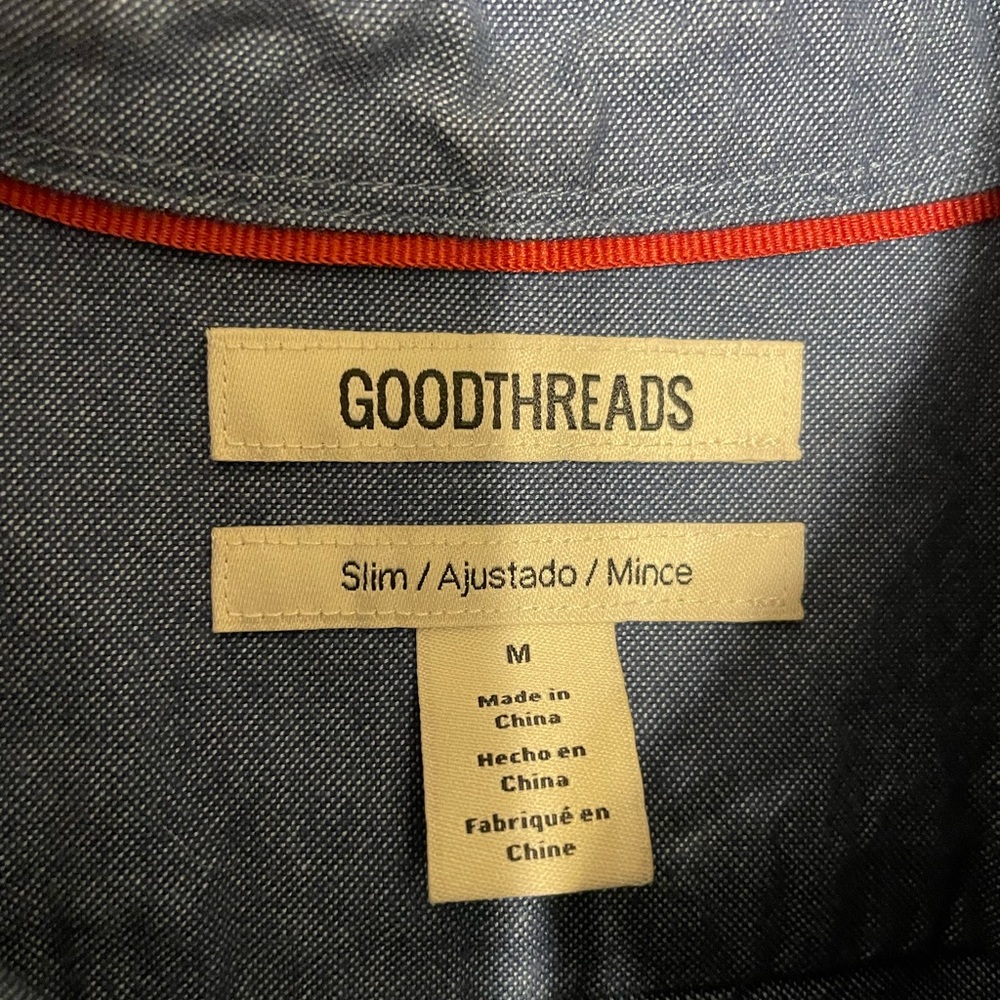 GOODTHREADS
Slim / Ajustado / Mince
M
Made in
China
Hecho en
China
Fabriqué en
Chine